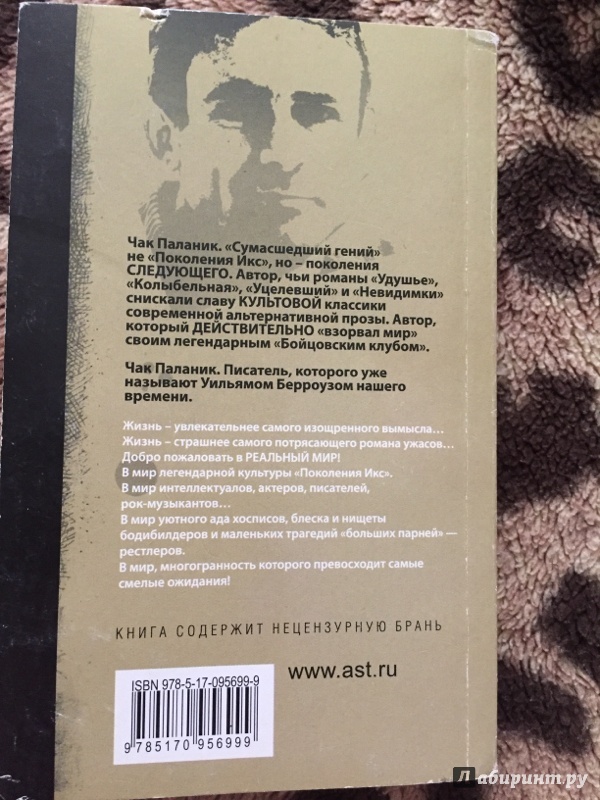 Чак Паланик. «Сумасшедший гений»
не «Поколения Икс», но – поколения
СЛЕДУЮЩЕГО. Автор, чьи романы «Удушье»,
«Колыбельная», «Уцелевший» и «Невидимки»
снискали славу КУЛЬТОВОЙ классики
современной альтернативной прозы. Автор,
который ДЕЙСТВИТЕЛЬНО «взорвал мир»
своим легендарным «Бойцовским клубом».
Чак Паланик. Писатель, которого уже
называют Уильямом Берроузом нашего
времени.
Жизнь – увлекательнее самого изощренного вымысла...
Жизнь – страшнее самого потрясающего романа ужасов...
Добро пожаловать в РЕАЛЬНЫЙ МИР!
В мир легендарной культуры «Поколения Икс».
В мир интеллектуалов, актеров, писателей,
рок-музыкантов...
В мир уютного ада хосписов, блеска и нищеты
бодибилдеров и маленьких трагедий «больших парней» —
рестлеров.
В мир, многогранность которого превосходит самые
смелые ожидания!
КНИГА СОДЕРЖИТ НЕЦЕНЗУРНУЮ БРАНЬ
www.ast.ru
ISBN 978-5-17-095699-9
9 785170 956999
Лабиринт.ру